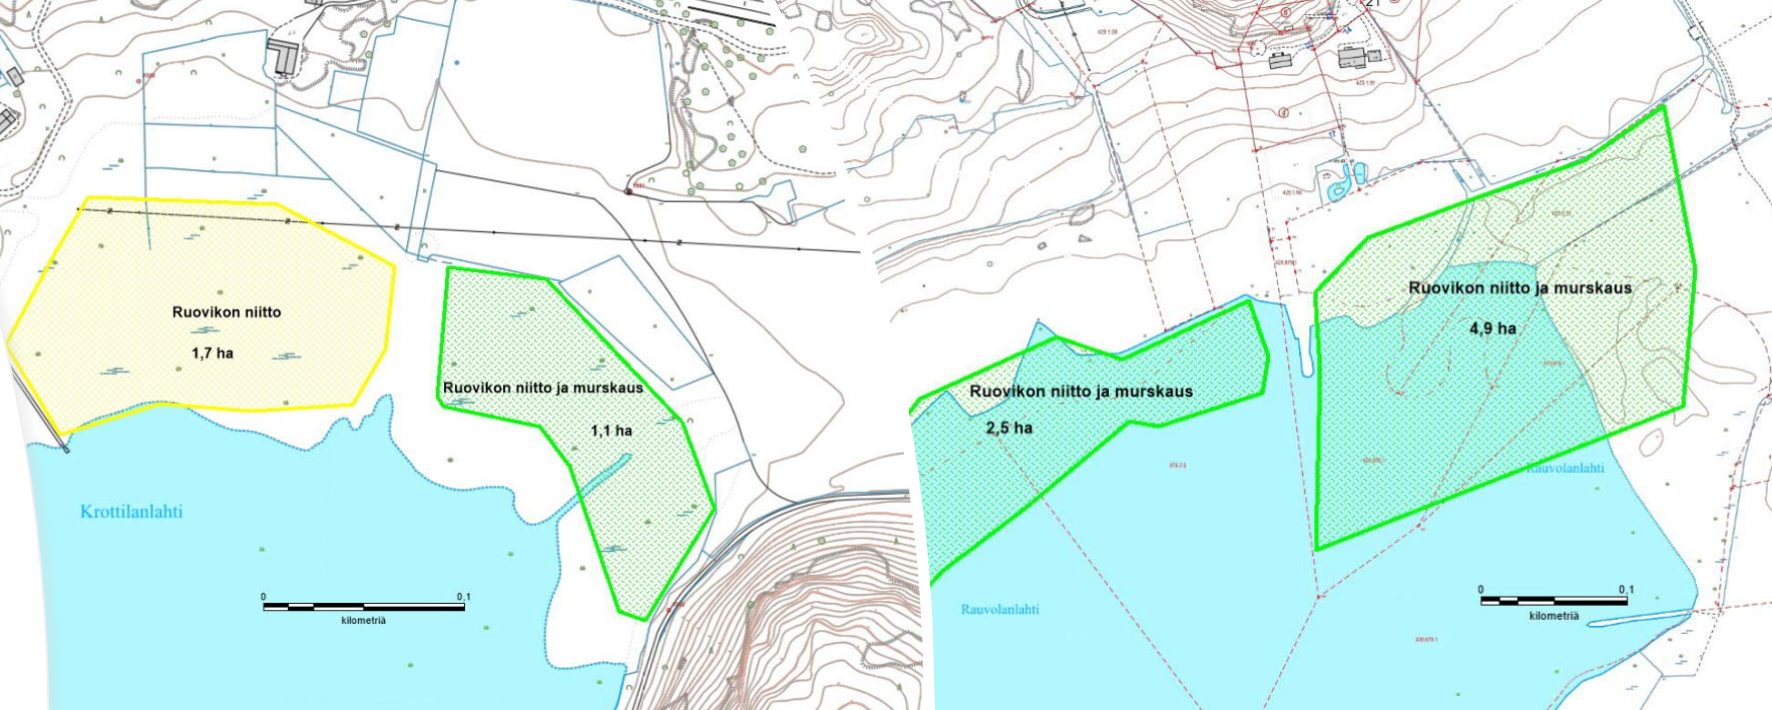 Ruovikon niitto
1,7 ha
Ruovikon niitto ja murskaus
1,1 ha
Krottilanlahti
0 0,1
kilometriä
21
Ruovikon niitto ja murskaus
4,9 ha
Ruovikon niitto ja murskaus
2,5 ha
Rauvolanlahti
Rauvolanlahti
0 0,1
kilometriä